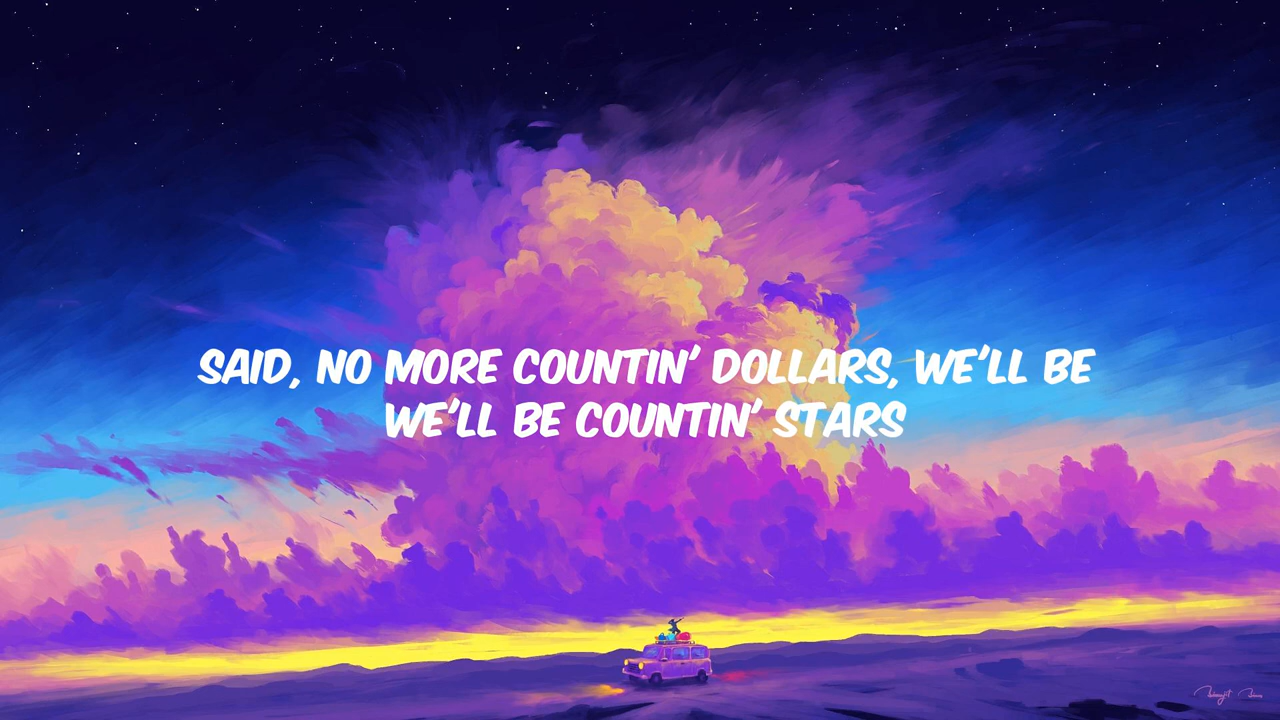 SAID, NO MORE COUNTIN' DOLLARS, WE'LL BE
WE'LL BE COUNTIN' STARS